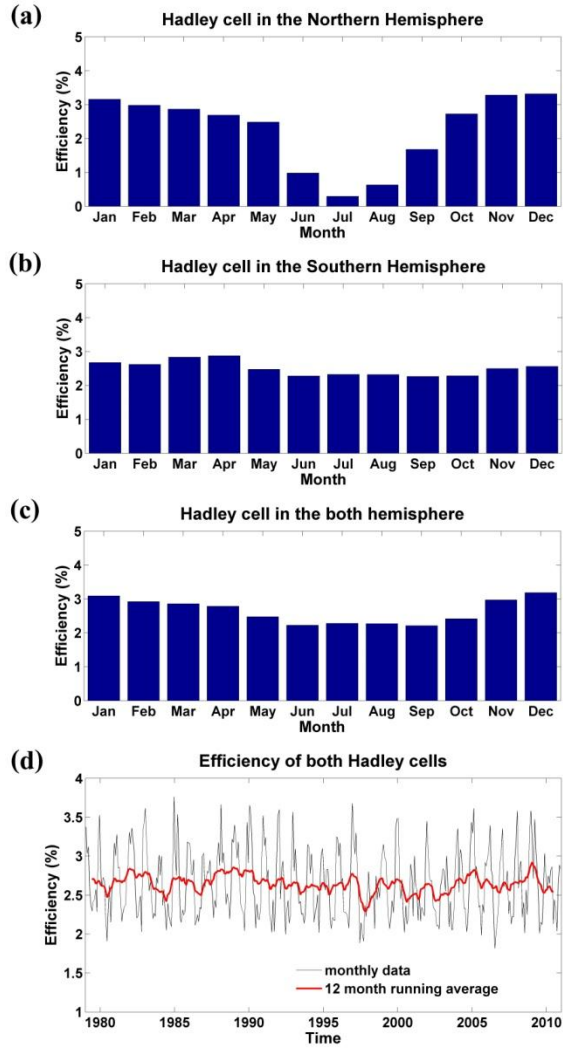 (a)
Hadley cell in the Northern Hemisphere
5
4
3
2
1
0
Efficiency (%)
Jan Feb Mar Apr May Jun Jul Aug Sep Oct Nov Dec
Month
(b)
Hadley cell in the Southern Hemisphere
5
4
3
2
1
0
Efficiency (%)
Jan Feb Mar Apr May Jun Jul Aug Sep Oct Nov Dec
Month
(c)
Hadley cell in the both hemisphere
5
4
3
2
1
0
Efficiency (%)
Jan Feb Mar Apr May Jun Jul Aug Sep Oct Nov Dec
Month
(d)
Efficiency of both Hadley cells
4
3.5
3
2.5
2
1.5
1
Efficiency (%)
monthly data
12 month running average
1980 1985 1990 1995 2000 2005 2010
Time